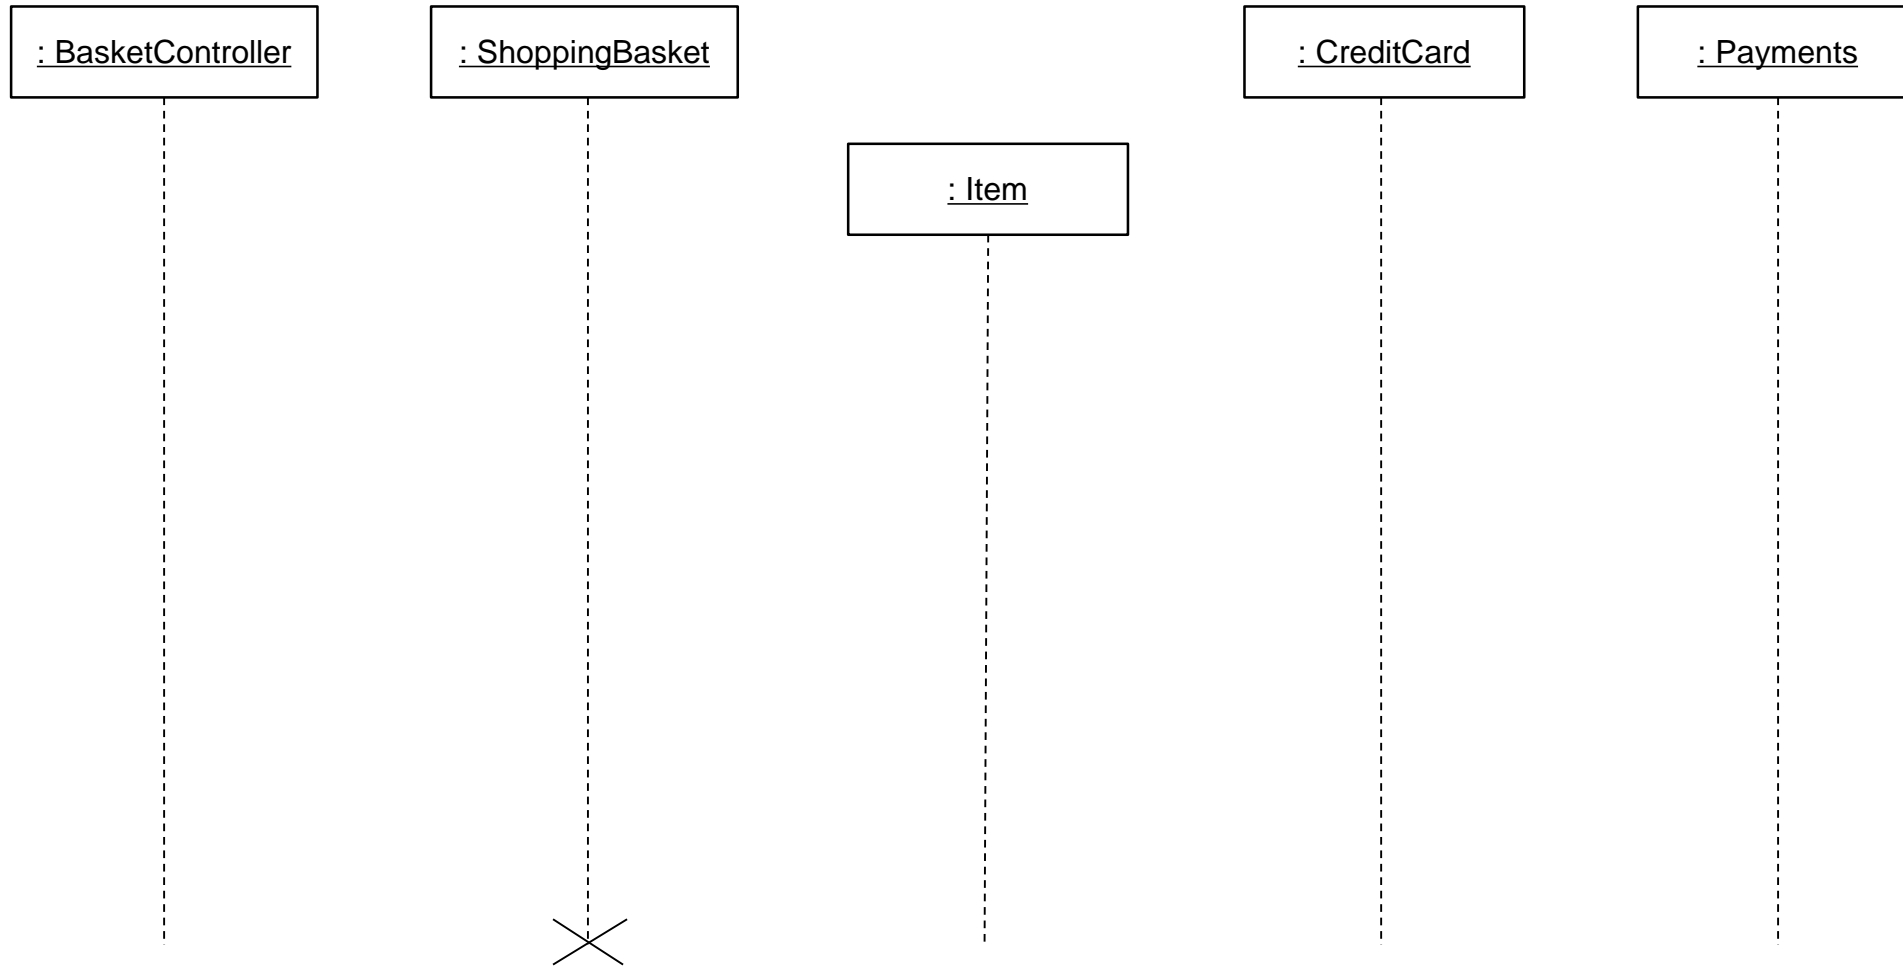 : BasketController
: ShoppingBasket
: CreditCard
: Payments
: Item